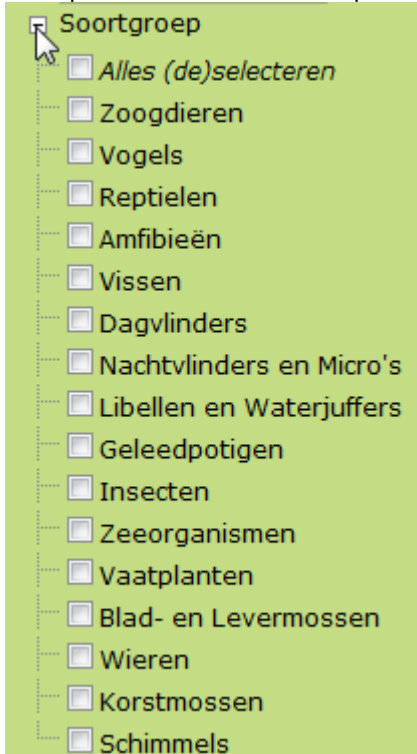 Soortgroep
Alles (de)selecteren
Zoogdieren
Vogels
Reptielen
Amfibieën
Vissen
Dagvlinders
Nachtvlinders en Micro's
Libellen en Waterjuffers
Geleedpotigen
Insecten
Zeeorganismen
Vaatplanten
Blad- en Levermossen
Wieren
Korstmossen
Schimmels